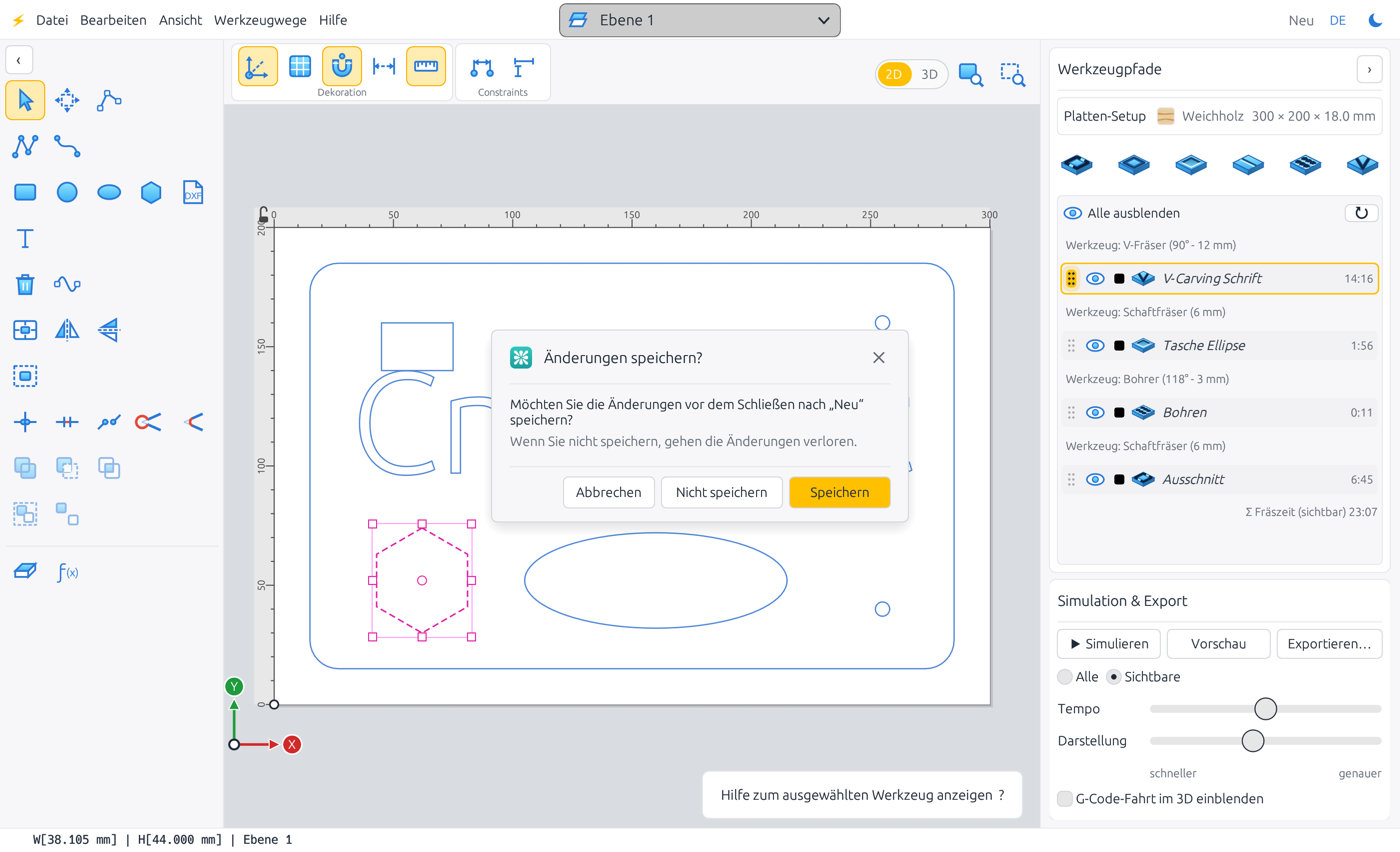 Datei Bearbeiten Ansicht Werkzeugwege Hilfe
Ebene 1
Neu DE
DXF
T
f(x)
Dekoration
Constraints
2D 3D
0 50 100 150 200 250 300
200
150
100
50
0
Y
X
Änderungen speichern?
Möchten Sie die Änderungen vor dem Schließen nach „Neu“
speichern?
Wenn Sie nicht speichern, gehen die Änderungen verloren.
Abbrechen Nicht speichern Speichern
Hilfe zum ausgewählten Werkzeug anzeigen ?
Werkzeugpfade
Platten-Setup Weichholz 300 × 200 × 18.0 mm
Alle ausblenden
Werkzeug: V-Fräser (90° - 12 mm)
V-Carving Schrift 14:16
Werkzeug: Schaftfräser (6 mm)
Tasche Ellipse 1:56
Werkzeug: Bohrer (118° - 3 mm)
Bohren 0:11
Werkzeug: Schaftfräser (6 mm)
Ausschnitt 6:45
Σ Fräszeit (sichtbar) 23:07
Simulation & Export
Simulieren Vorschau Exportieren…
Alle Sichtbare
Tempo
Darstellung
schneller genauer
G-Code-Fahrt im 3D einblenden
W[38.105 mm] | H[44.000 mm] | Ebene 1